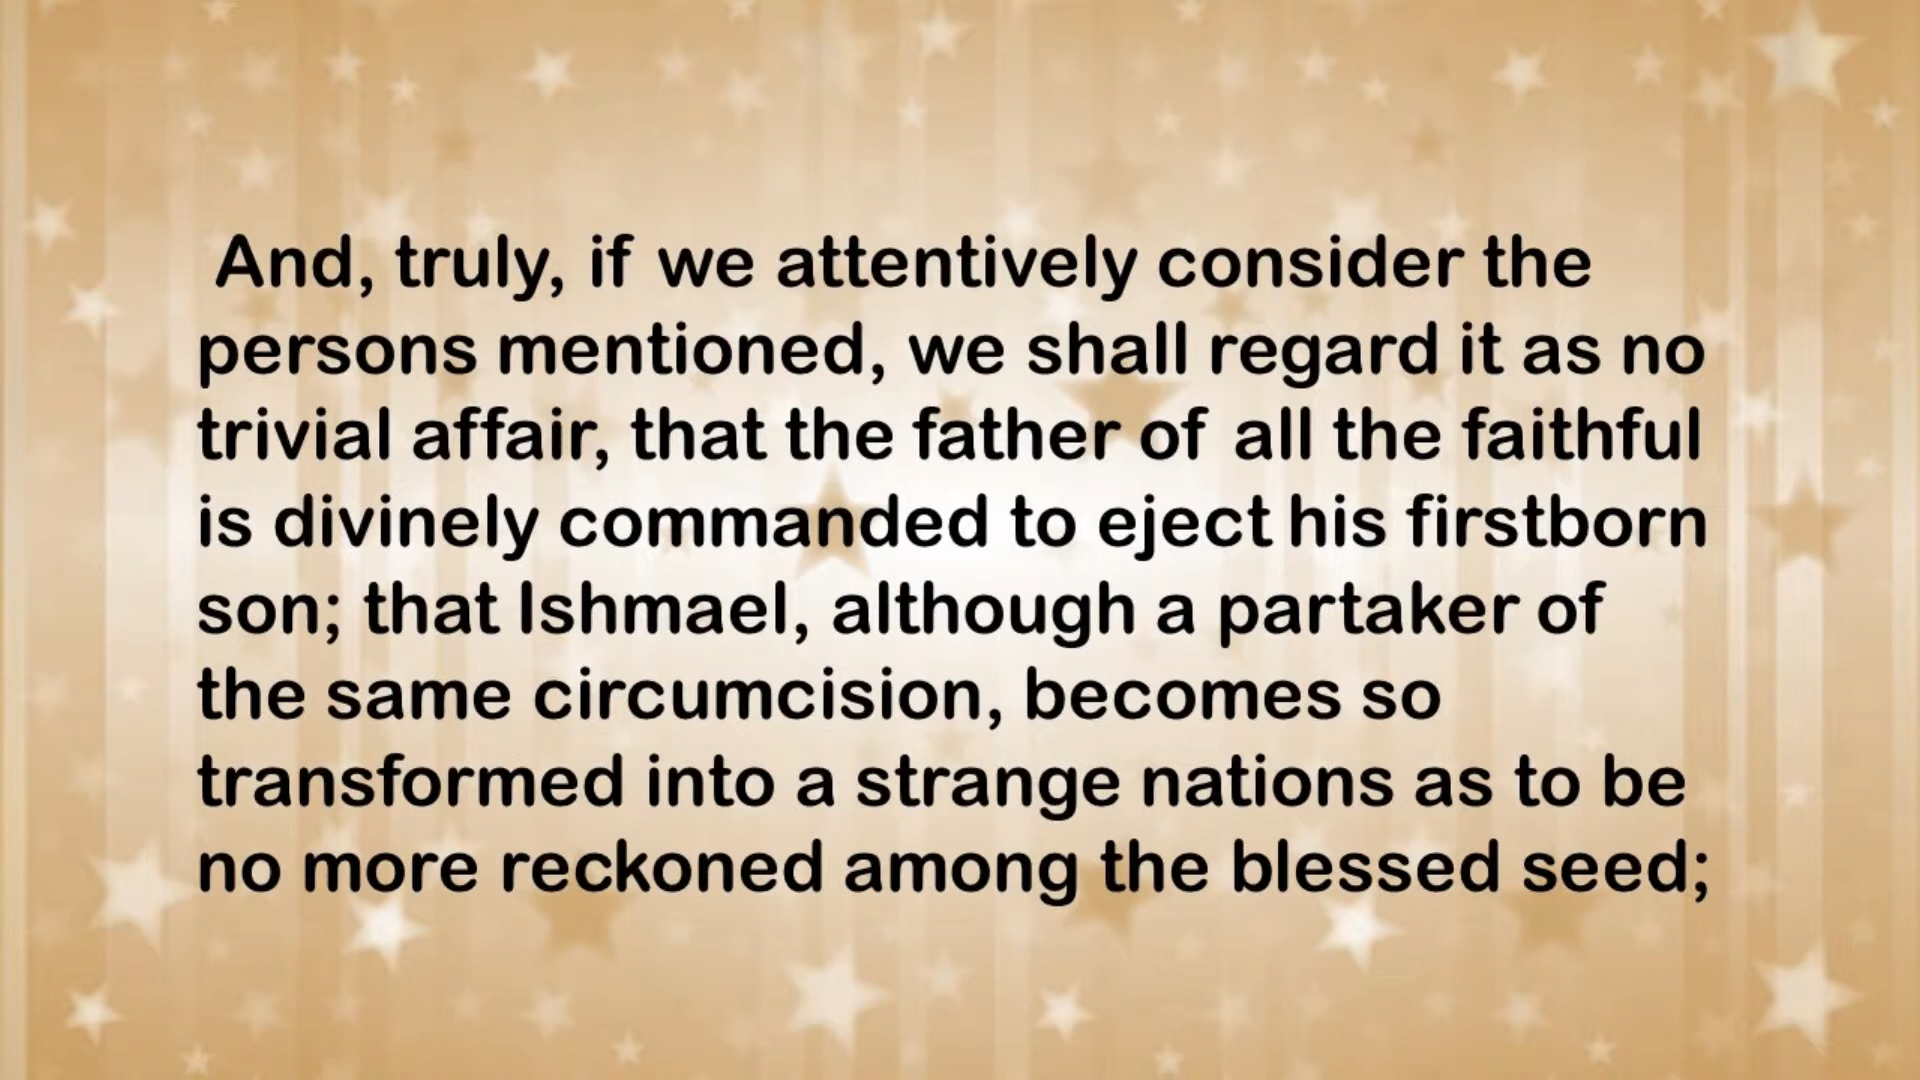 And, truly, if we attentively consider the
persons mentioned, we shall regard it as no
trivial affair, that the father of all the faithful
is divinely commanded to eject his firstborn
son; that Ishmael, although a partaker of
the same circumcision, becomes so
transformed into a strange nations as to be
no more reckoned among the blessed seed;